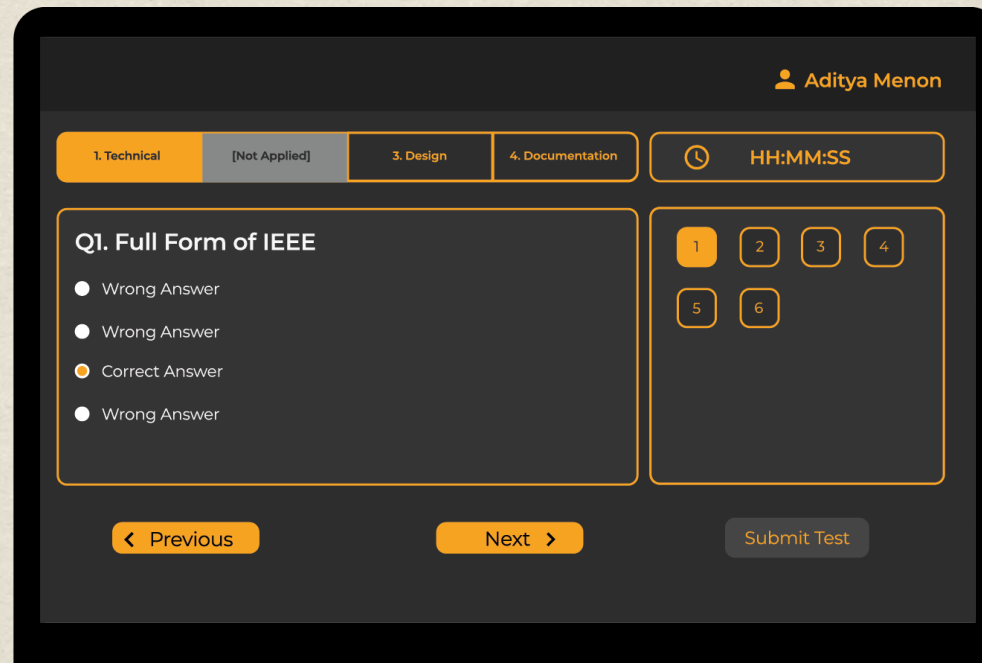 Aditya Menon
1. Technical
[Not Applied]
3. Design
4. Documentation
HH:MM:SS
Q1. Full Form of IEEE
Wrong Answer
Wrong Answer
Correct Answer
Wrong Answer
1
2
3
4
5
6
Previous
Next
Submit Test